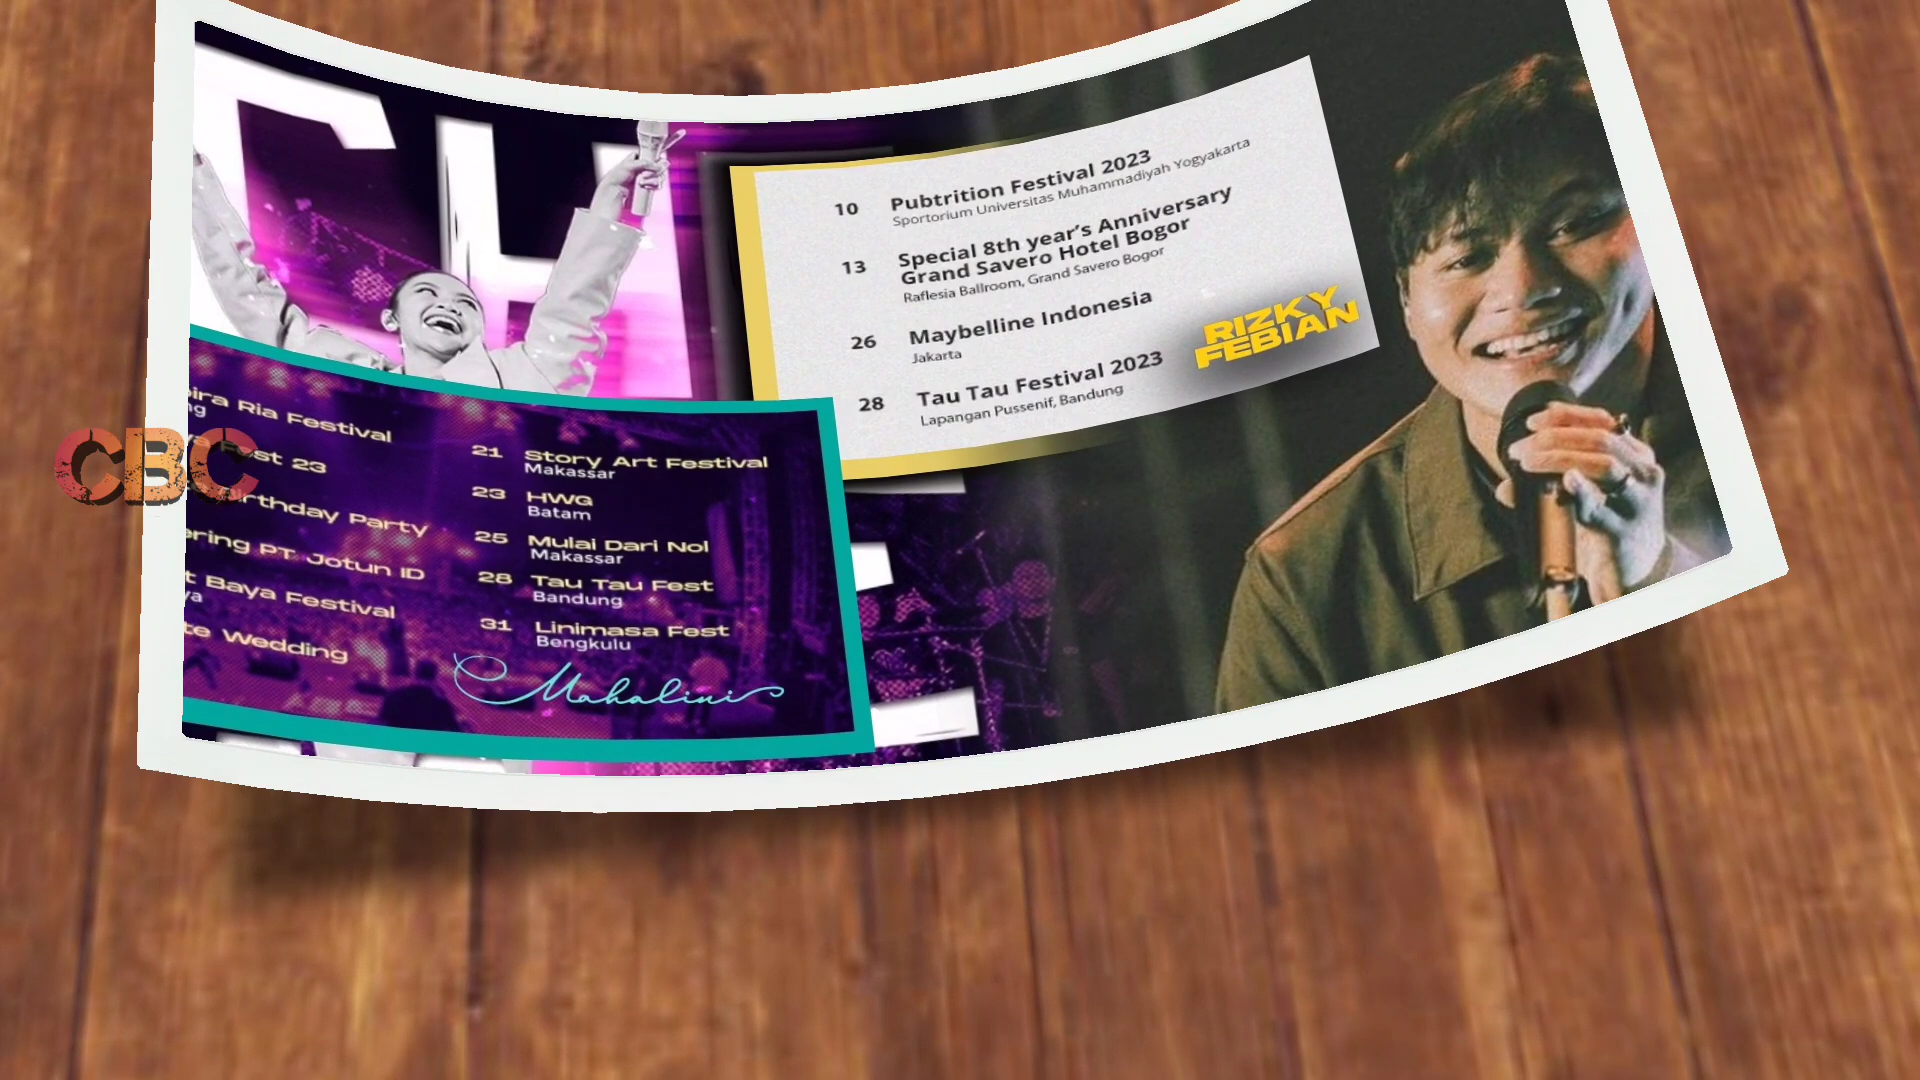 CH
10 Pubtrition Festival 2023
Sportorium Universitas Muhammadiyah Yogyakarta
13 Special 8th year's Anniversary
Grand Savero Hotel Bogor
Raflesia Ballroom, Grand Savero Bogor
26 Maybelline Indonesia
Jakarta
28 Tau Tau Festival 2023
Lapangan Pussenif, Bandung
RIZKY
FEBIAN
CBC
Ria Festival
23
Party
PT. Jotun ID
Baya Festival
Wedding
21 Story Art Festival
Makassar
23 HWG
Batam
25 Mulai Dari Nol
Makassar
28 Tau Tau Fest
Bandung
31 Linimasa Fest
Bengkulu
Mahalini